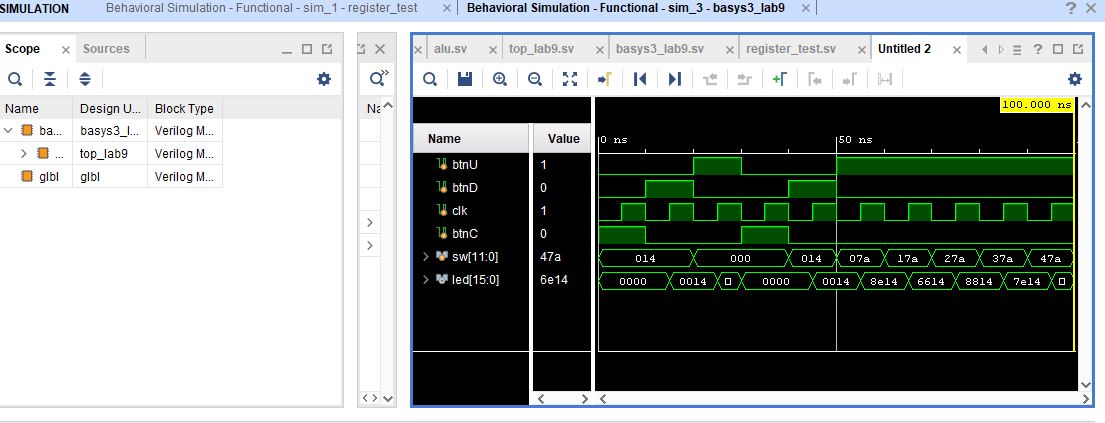 SIMULATION Behavioral Simulation - Functional - sim_1 - register_test Behavioral Simulation - Functional - sim_3 - basys3_lab9
Scope Sources
alu.sv top_lab9.sv basys3_lab9.sv register_test.sv Untitled 2
Name Design U... Block Type
ba... basys3_l... Verilog M...
... top_lab9 Verilog M...
glbl glbl Verilog M...
100.000 ns
Name Value
0 ns 50 ns
btnU 1
btnD 0
clk 1
btnC 0
sw[11:0] 47a 014 000 014 07a 17a 27a 37a 47a
led[15:0] 6e14 0000 0014 0000 0014 8e14 6614 8814 7e14